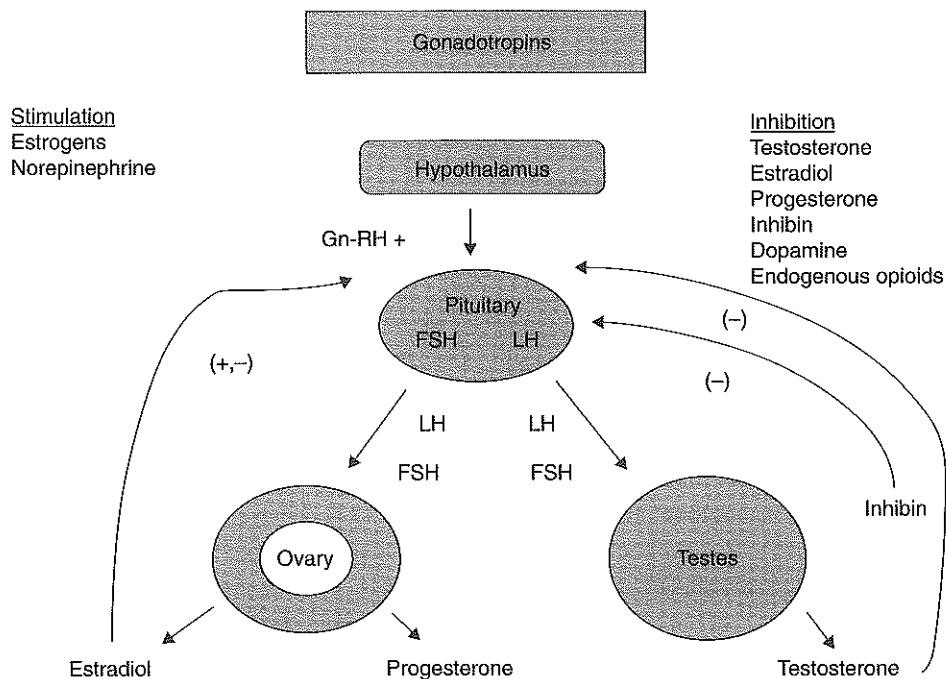 Gonadotropins
Stimulation
Estrogens
Norepinephrine
Inhibition
Testosterone
Estradiol
Progesterone
Inhibin
Dopamine
Endogenous opioids
Hypothalamus
Gn-RH +
Pituitary
FSH LH
(+,–)
(–)
(–)
LH LH
FSH FSH
Inhibin
Ovary
Testes
Estradiol
Progesterone
Testosterone